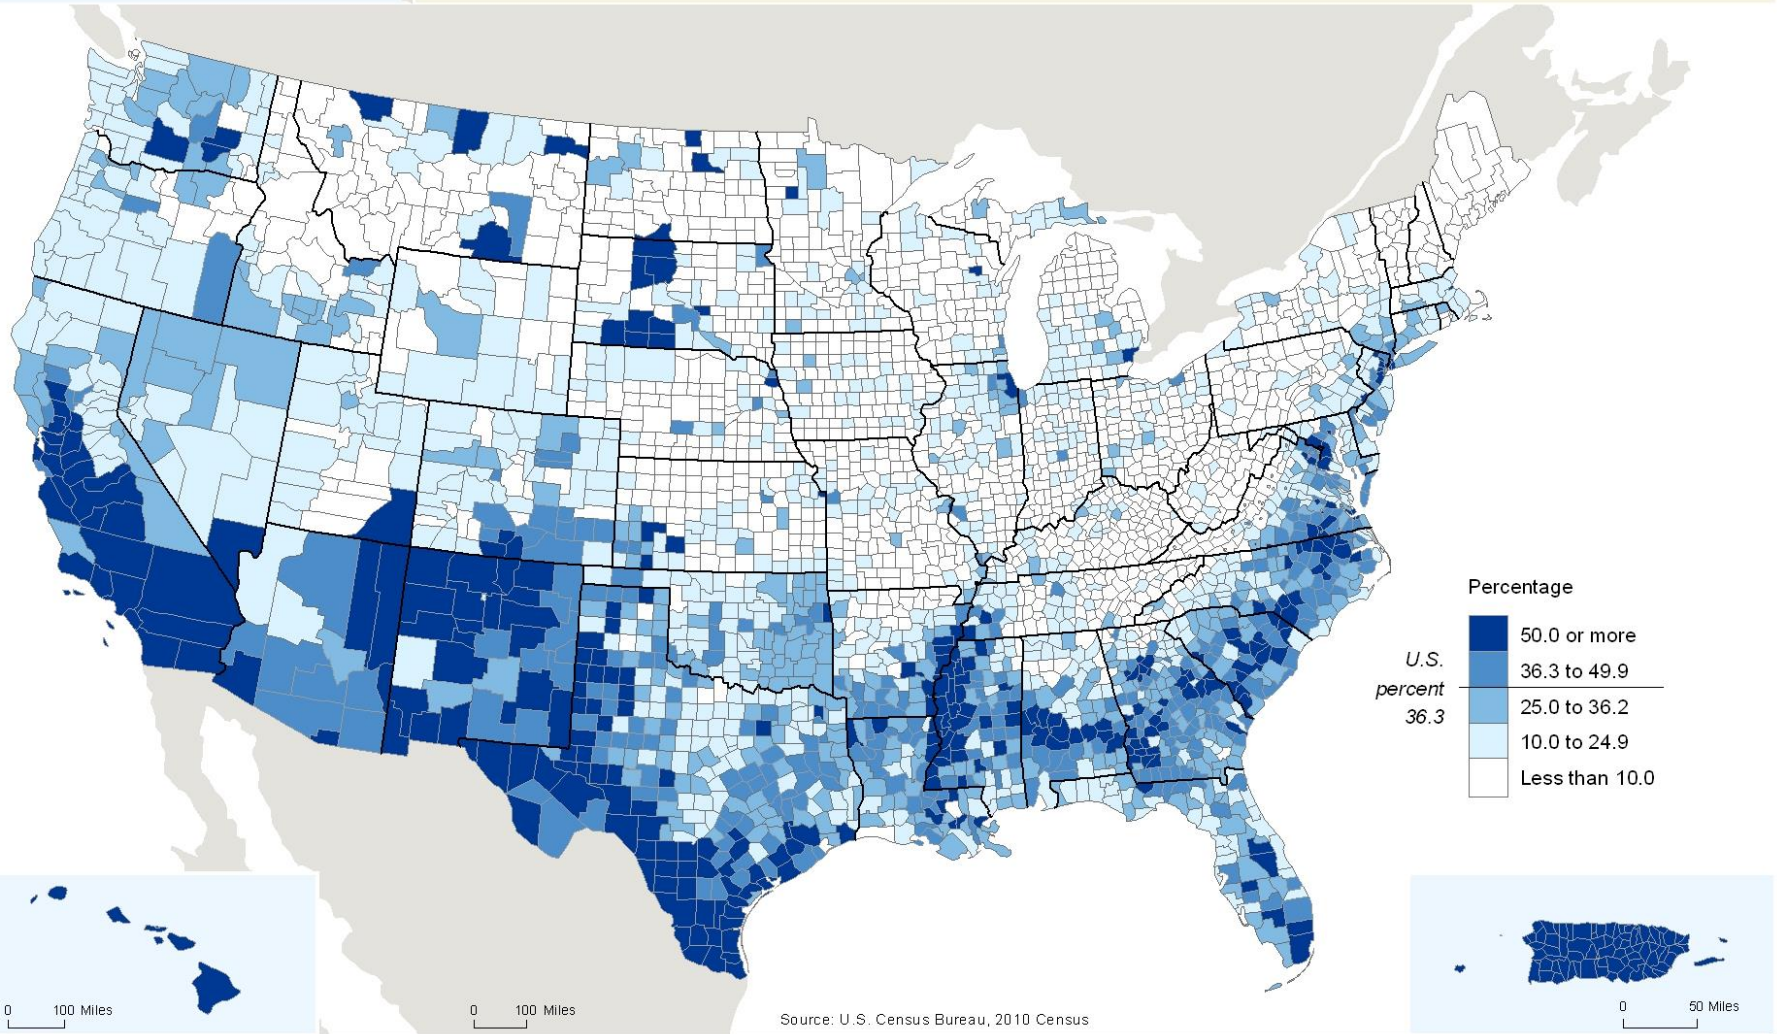 Percentage
50.0 or more
36.3 to 49.9
U.S.
percent
36.3
25.0 to 36.2
10.0 to 24.9
Less than 10.0
0 100 Miles
0 100 Miles
0 50 Miles
Source: U.S. Census Bureau, 2010 Census